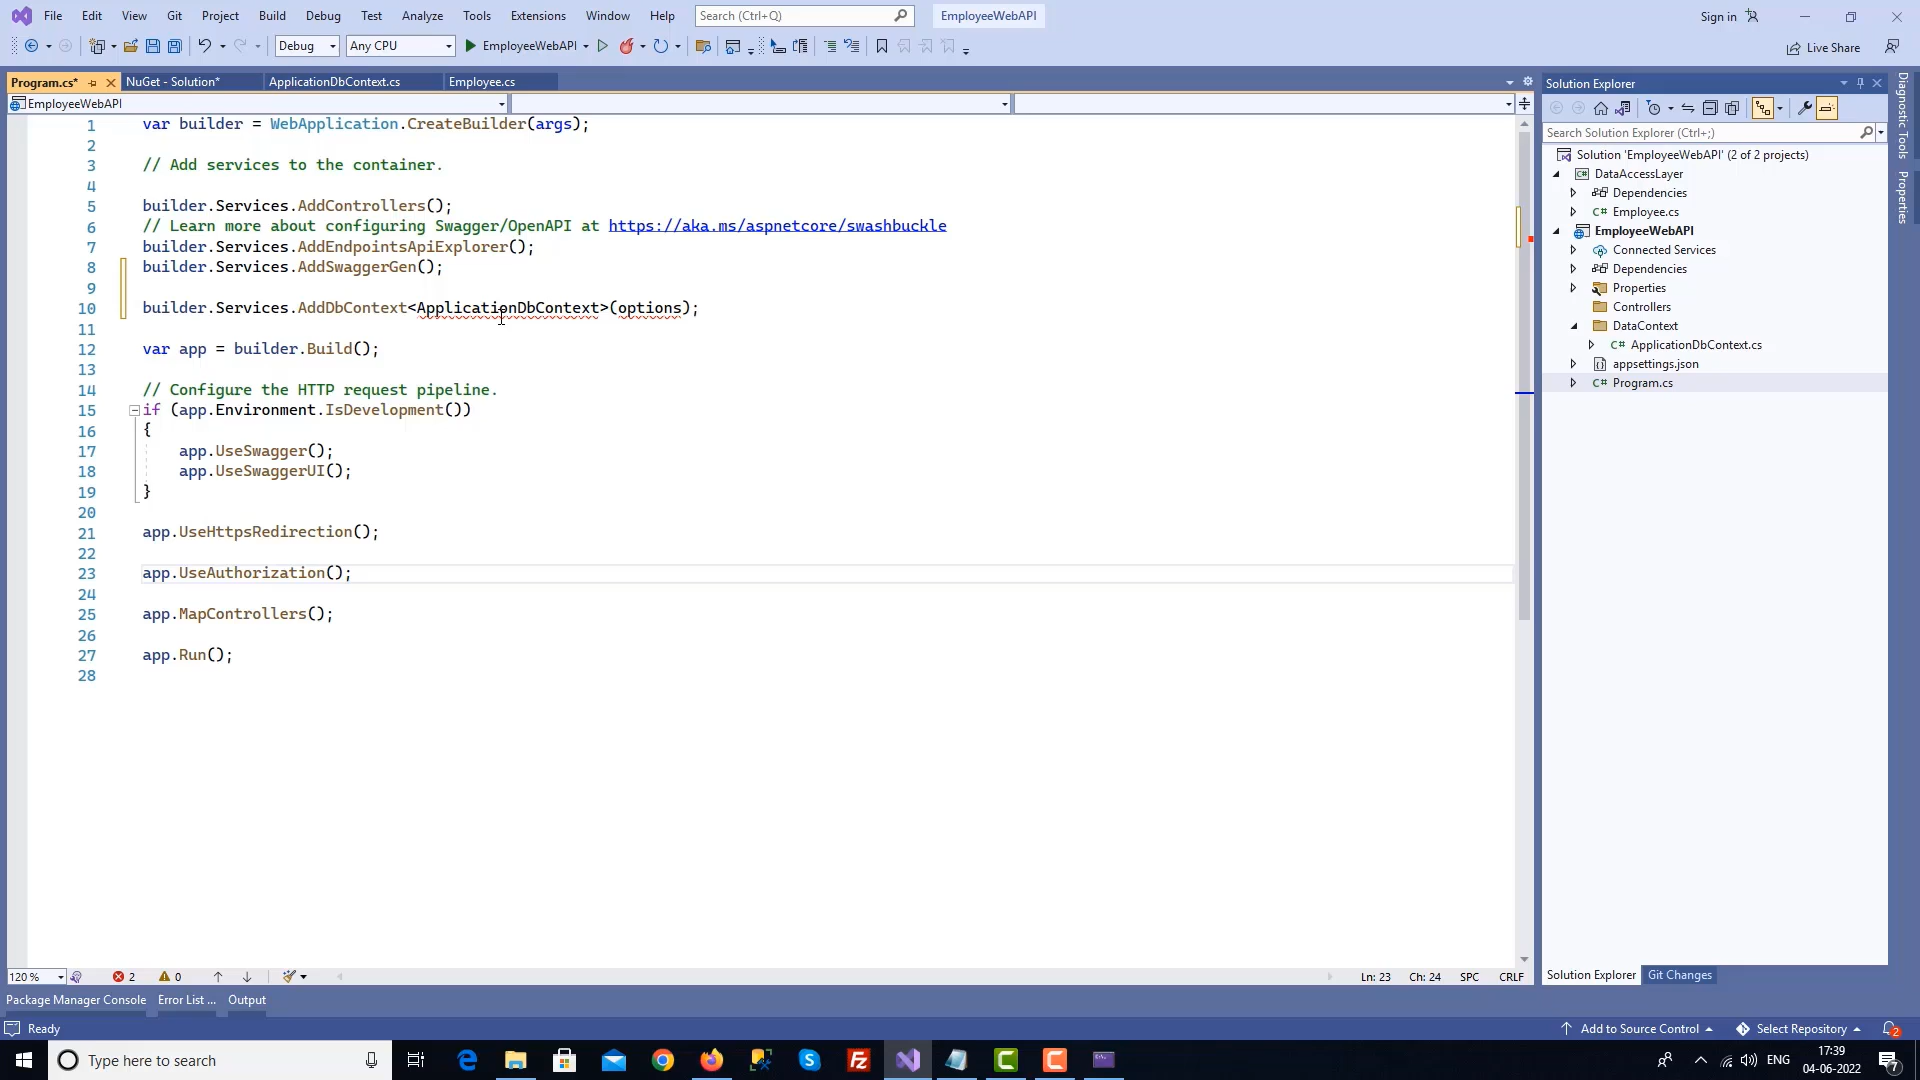 File Edit View Git Project Build Debug Test Analyze Tools Extensions Window Help Search (Ctrl+Q) EmployeeWebAPI Sign in
Debug Any CPU EmployeeWebAPI Live Share
Program.cs* NuGet - Solution* ApplicationDbContext.cs Employee.cs
EmployeeWebAPI
1 var builder = WebApplication.CreateBuilder(args);
2
3 // Add services to the container.
4
5 builder.Services.AddControllers();
6 // Learn more about configuring Swagger/OpenAPI at https://aka.ms/aspnetcore/swashbuckle
7 builder.Services.AddEndpointsApiExplorer();
8 builder.Services.AddSwaggerGen();
9
10 builder.Services.AddDbContext<ApplicationDbContext>(options);
11
12 var app = builder.Build();
13
14 // Configure the HTTP request pipeline.
15 if (app.Environment.IsDevelopment())
16 {
17 app.UseSwagger();
18 app.UseSwaggerUI();
19 }
20
21 app.UseHttpsRedirection();
22
23 app.UseAuthorization();
24
25 app.MapControllers();
26
27 app.Run();
28
120 % 2 0 Ln: 23 Ch: 24 SPC CRLF
Solution Explorer
Search Solution Explorer (Ctrl+;)
Solution 'EmployeeWebAPI' (2 of 2 projects)
DataAccessLayer
Dependencies
C# Employee.cs
EmployeeWebAPI
Connected Services
Dependencies
Properties
Controllers
DataContext
C# ApplicationDbContext.cs
appsettings.json
C# Program.cs
Solution Explorer Git Changes
Diagnostic Tools
Properties
Package Manager Console Error List ... Output
Ready Add to Source Control Select Repository 2
Type here to search ENG 17:39
04-06-2022 7